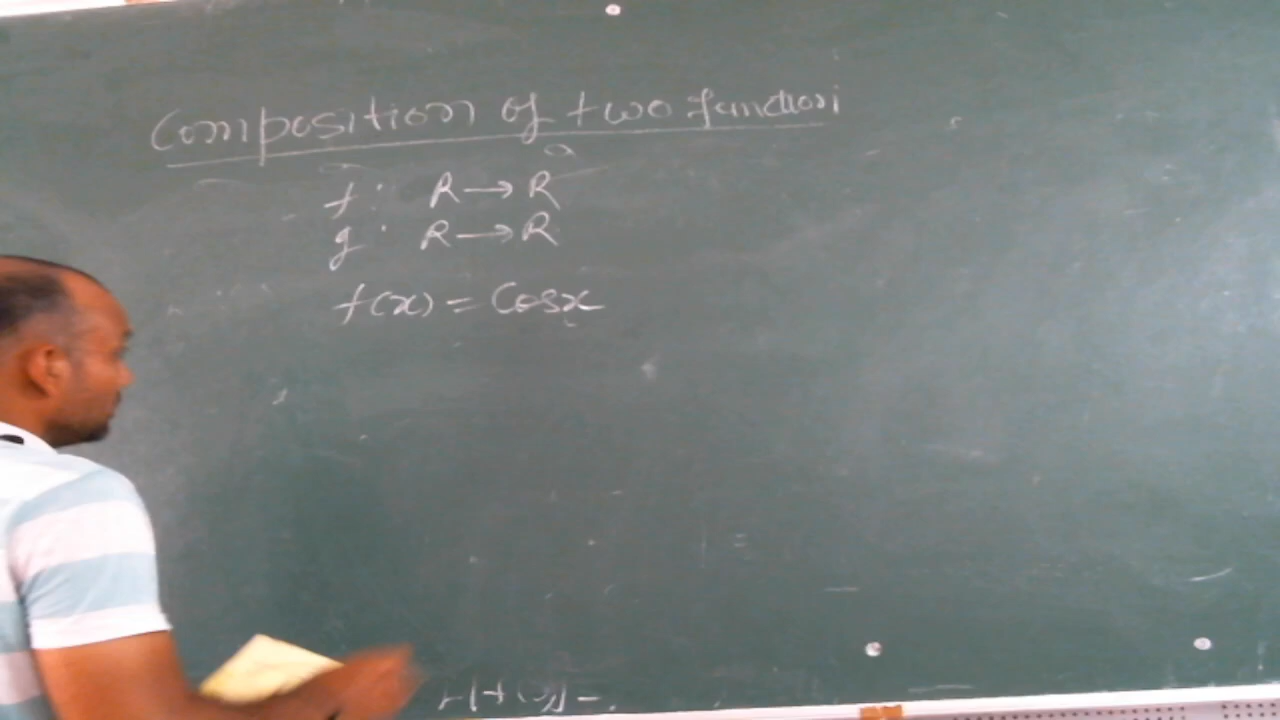 Composition of two function
f: R→R
g: R→R
f(x) = Cosx